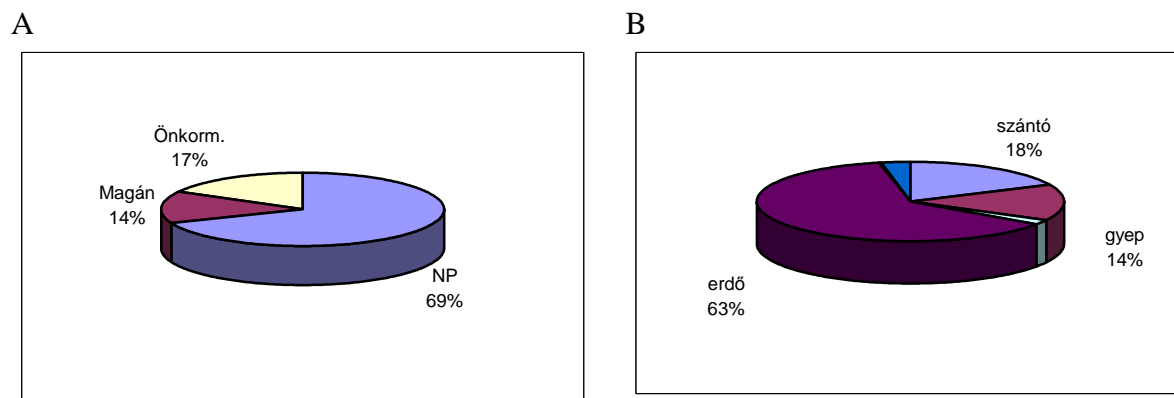 A
Önkorm.
17%
Magán
14%
NP
69%
B
szántó
18%
gyep
14%
erdő
63%